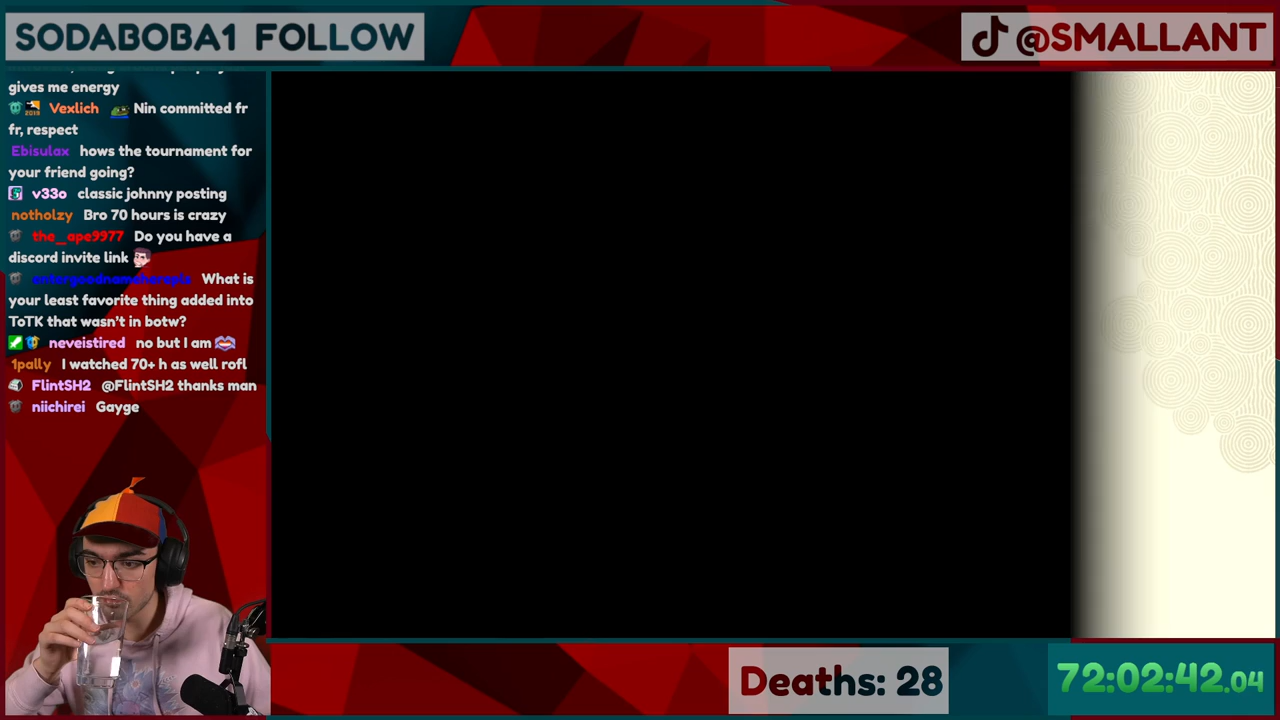 SODABOBA1 FOLLOW
@SMALLANT
gives me energy
2019
Vexlich Nin committed fr
fr, respect
Ebisulax hows the tournament for
your friend going?
v33o classic johnny posting
notholzy Bro 70 hours is crazy
the_ape9977 Do you have a
discord invite link
entergoodnameherepls What is
your least favorite thing added into
ToTK that wasn't in botw?
neveistired no but I am
1pally I watched 70+ h as well rofl
FlintSH2 @FlintSH2 thanks man
niichirei Gayge
Deaths: 28
72:02:42.04